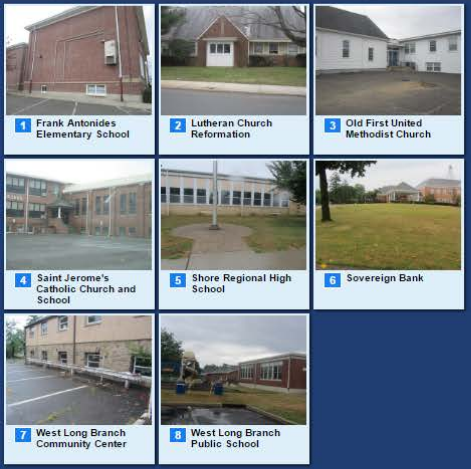 1 Frank Antonides
Elementary School
2 Lutheran Church
Reformation
3 Old First United
Methodist Church
4 Saint Jerome's
Catholic Church and
School
5 Shore Regional High
School
6 Sovereign Bank
7 West Long Branch
Community Center
8 West Long Branch
Public School